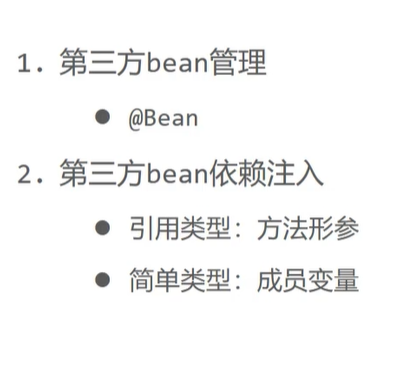 1. 第三方bean管理
● @Bean
2. 第三方bean依赖注入
● 引用类型：方法形参
● 简单类型：成员变量